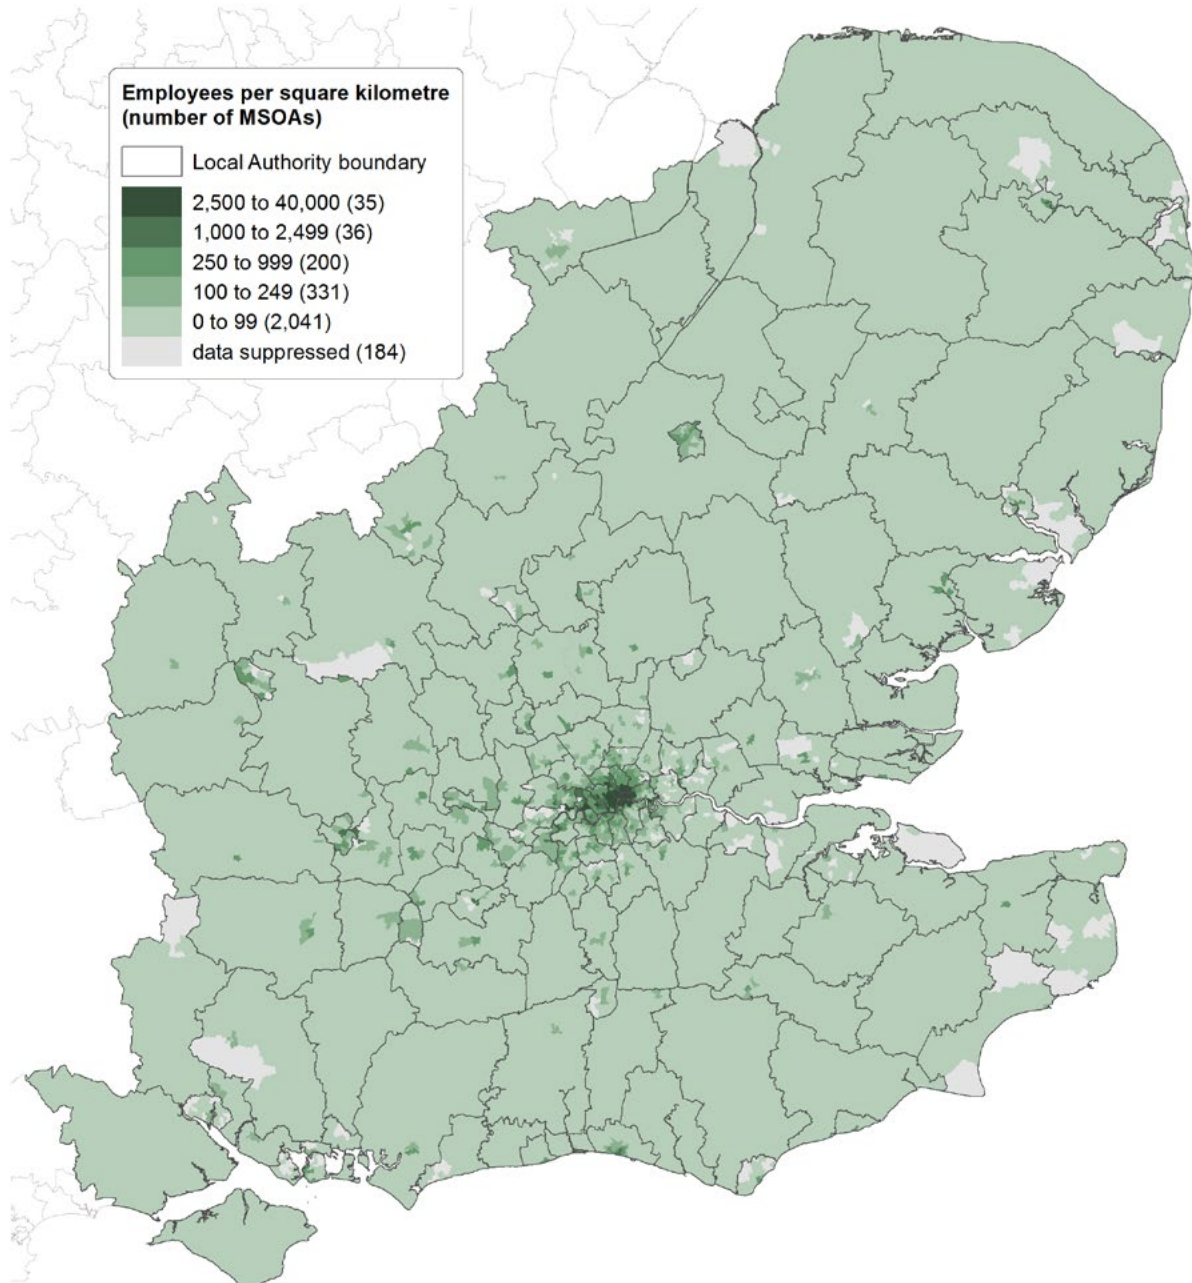 Employees per square kilometre
(number of MSOAs)
Local Authority boundary
2,500 to 40,000 (35)
1,000 to 2,499 (36)
250 to 999 (200)
100 to 249 (331)
0 to 99 (2,041)
data suppressed (184)